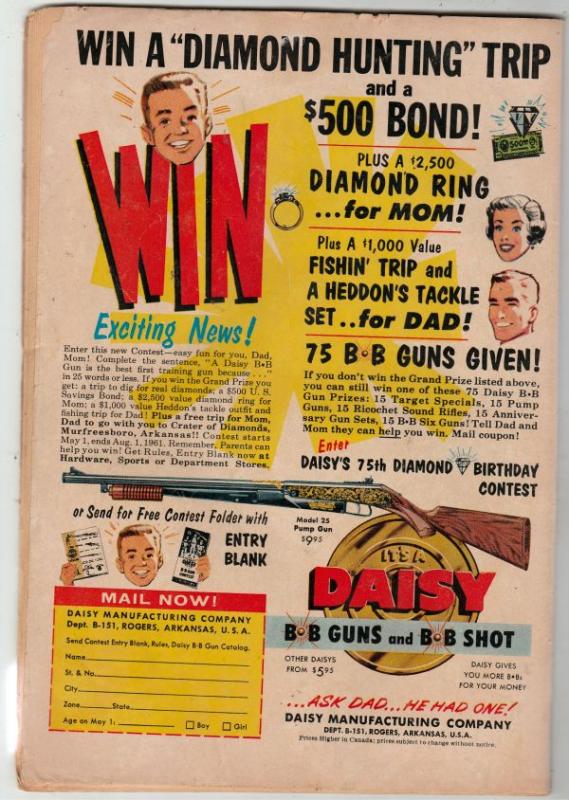 WIN A "DIAMOND HUNTING" TRIP
and a
$500 BOND!
$500
WIN
PLUS A $2,500
DIAMOND RING
...for MOM!
Plus A $1,000 Value
FISHIN' TRIP and
A HEDDON'S TACKLE
SET..for DAD!
Exciting News!
Enter this new Contest—easy fun for you, Dad,
Mom! Complete the sentence, "A Daisy B•B
Gun is the best first training gun because . . ."
in 25 words or less. If you win the Grand Prize you
get: a trip to dig for real diamonds; a $500 U. S.
Savings Bond; a $2,500 value diamond ring for
Mom; a $1,000 value Heddon's tackle outfit and
fishing trip for Dad! Plus a free trip for Mom,
Dad to go with you to Crater of Diamonds,
Murfreesboro, Arkansas!! Contest starts
May 1, ends Aug. 1, 1961. Remember, Parents can
help you win! Get Rules, Entry Blank now at
Hardware, Sports or Department Stores,
75 B•B GUNS GIVEN!
If you don't win the Grand Prize listed above,
you can still win one of these 75 Daisy B•B
Gun Prizes: 15 Target Specials, 15 Pump
Guns, 15 Ricochet Sound Rifles, 15 Anniver-
sary Gun Sets, 15 B•B Six Guns! Tell Dad and
Mom they can help you win. Mail coupon!
Enter
DAISY'S 75th DIAMOND BIRTHDAY
CONTEST
or Send for Free Contest Folder with
ENTRY
BLANK
Model 25
Pump Gun
$9.95
IT'S A
DAISY
B•B GUNS and B•B SHOT
OTHER DAISYS
FROM $5.95
DAISY GIVES
YOU MORE B•Bs
FOR YOUR MONEY
...ASK DAD...HE HAD ONE!
DAISY MANUFACTURING COMPANY
DEPT. B-151, ROGERS, ARKANSAS, U.S.A.
Prices Higher in Canada; prices subject to change without notice.
MAIL NOW!
DAISY MANUFACTURING COMPANY
Dept. B-151, ROGERS, ARKANSAS, U.S.A.
Send Contest Entry Blank, Rules, Daisy B•B Gun Catalog.
Name
St. & No.
City
Zone State
Age on May 1: Boy Girl